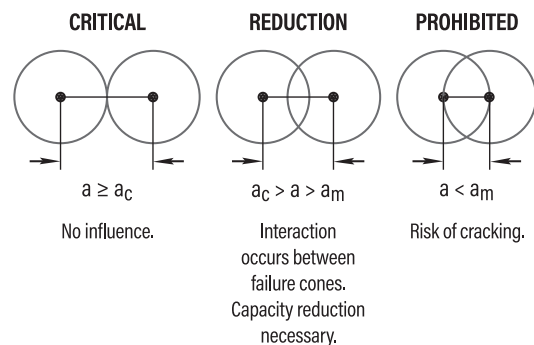 CRITICAL
a ≥ ac
No influence.
REDUCTION
ac > a > am
Interaction
occurs between
failure cones.
Capacity reduction
necessary.
PROHIBITED
a < am
Risk of cracking.